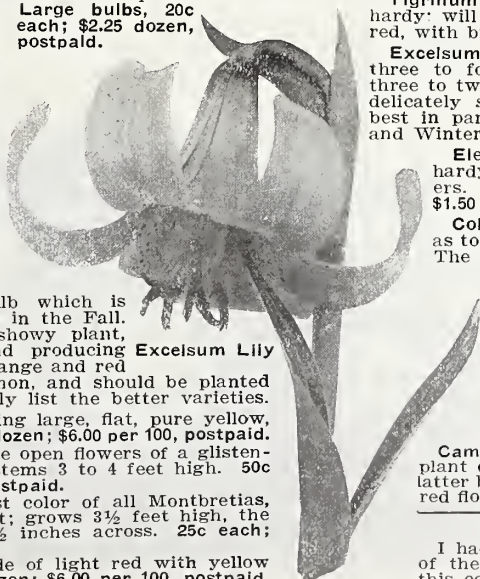 Large bulbs, 20c
each; $2.25 dozen,
postpaid.
lb which is
in the Fall.
showy plant,
d producing
ange and red
Excelsum Lily
non, and should be planted
ly list the better varieties.
ng large, flat, pure yellow,
ozen; $6.00 per 100, postpaid.
e open flowers of a glisten-
tems 3 to 4 feet high. 50c
stpaid.
st color of all Montbretias,
t; grows 3½ feet high, the
½ inches across. 25c each;
le of light red with yellow
zen; $6.00 per 100, postpaid.
Tigrinum
hardy: will
red, with b
Excelsum
three to fo
three to tw
delicately s
best in par
and Winter
Ele
hardy
ers.
$1.50
Col
as to
The
Cam
plant
latter b
red flo
I ha
of the
this